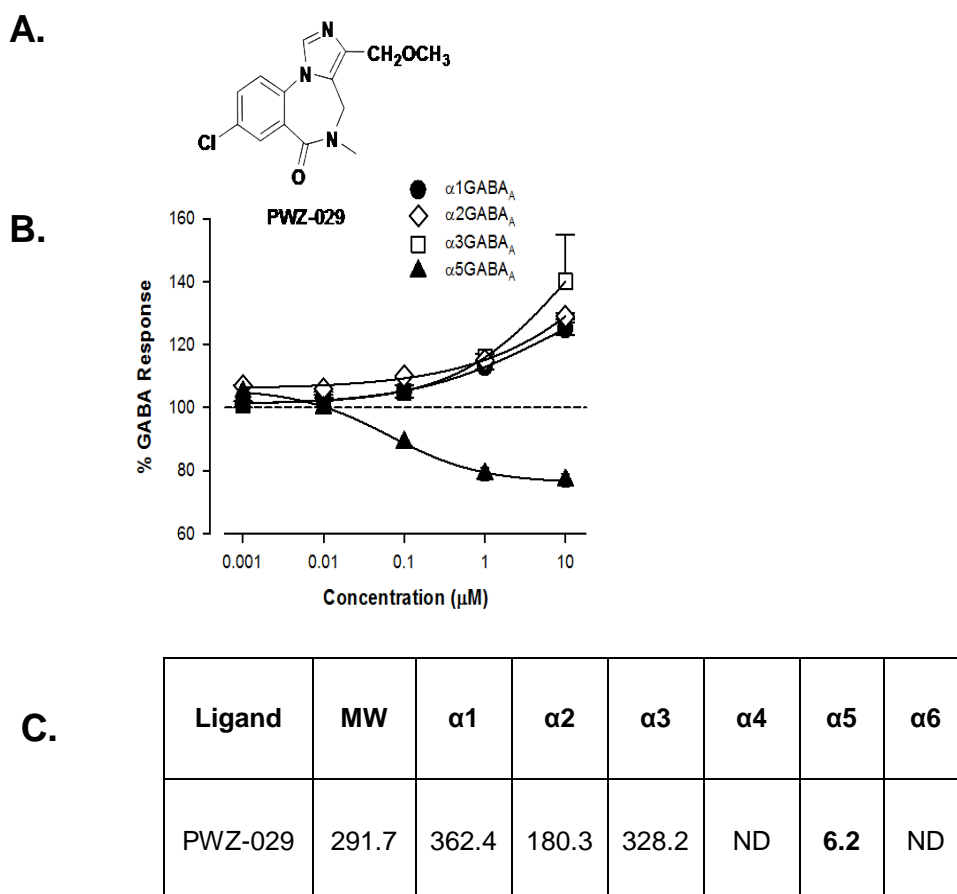 A.
N
CH₂OCH₃
N
Cl
N
O
PWZ-029
B.
α1GABA_A
α2GABA_A
α3GABA_A
α5GABA_A
160
140
120
100
80
60
% GABA Response
0.001 0.01 0.1 1 10
Concentration (μM)
C.
Ligand MW α1 α2 α3 α4 α5 α6
PWZ-029 291.7 362.4 180.3 328.2 ND 6.2 ND